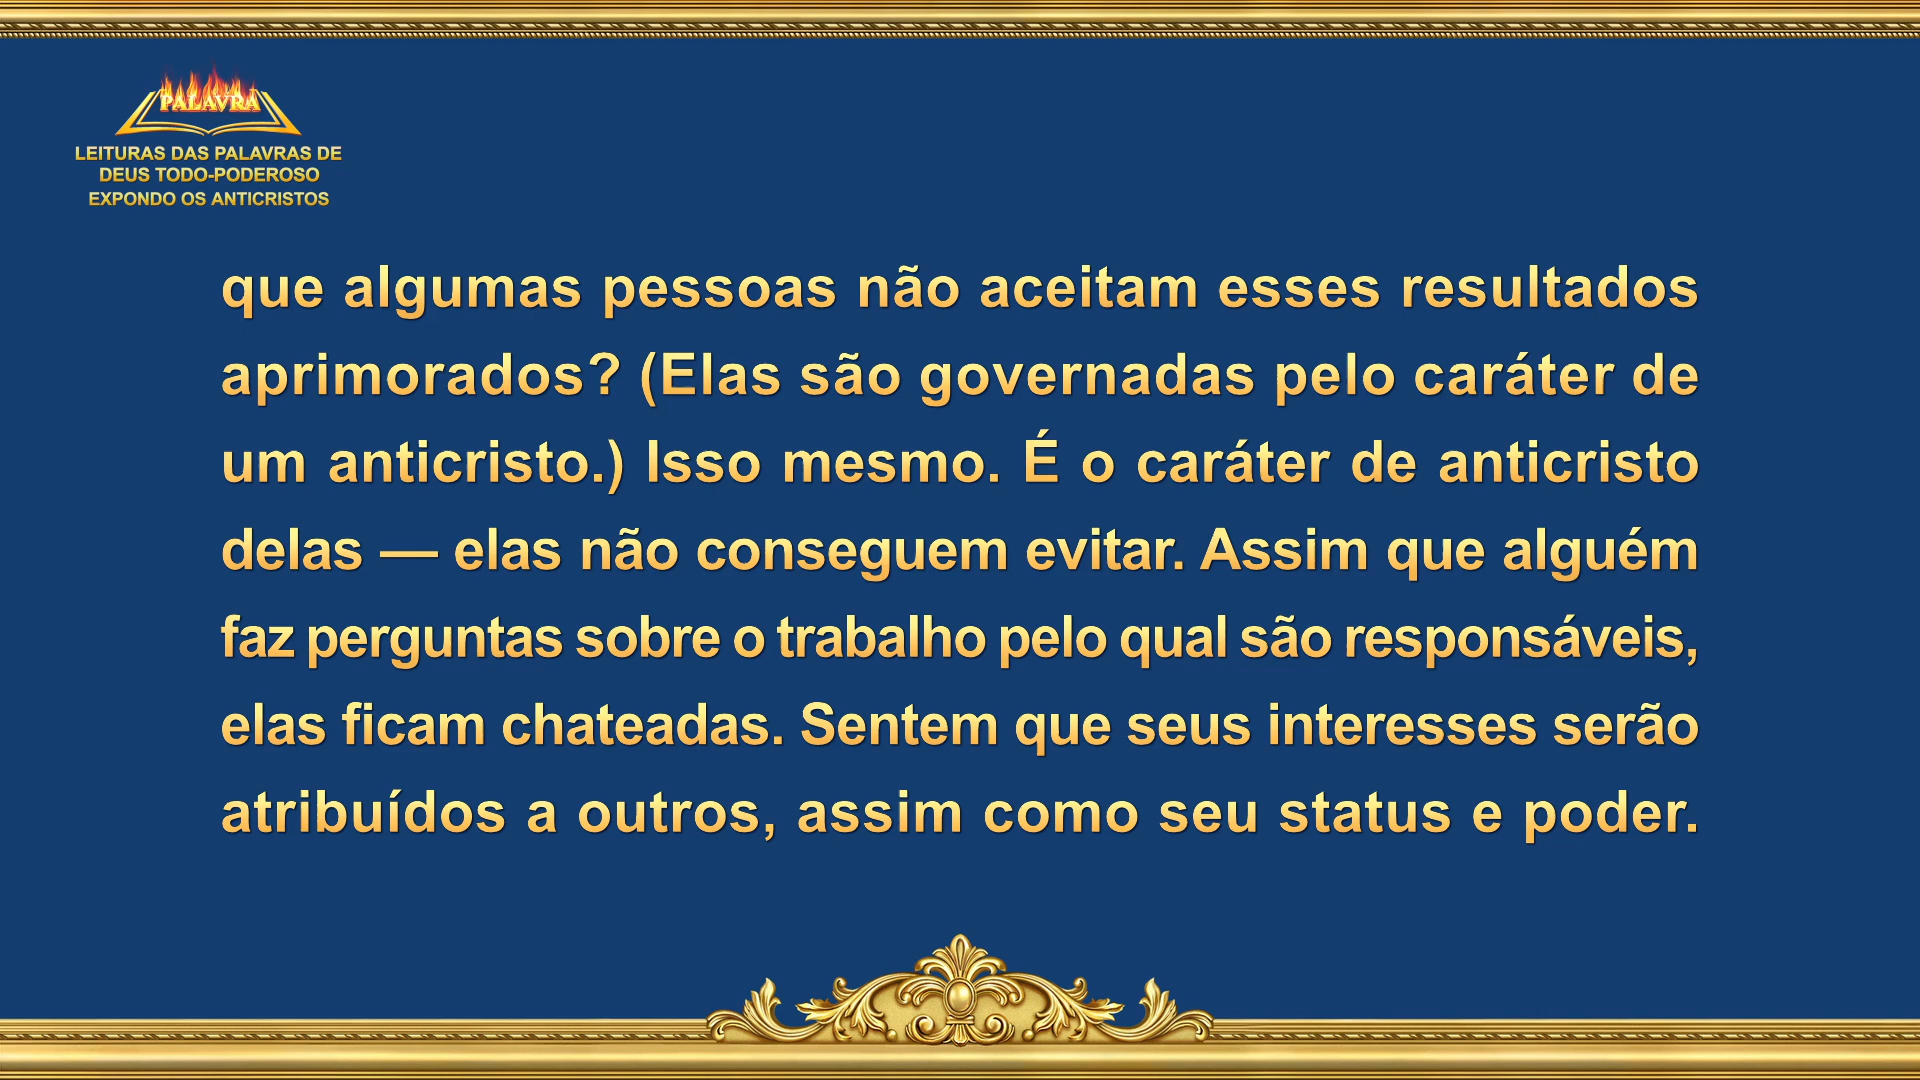 PALAVRA
LEITURAS DAS PALAVRAS DE
DEUS TODO-PODEROSO
EXPONDO OS ANTICRISTOS
que algumas pessoas não aceitam esses resultados
aprimorados? (Elas são governadas pelo caráter de
um anticristo.) Isso mesmo. É o caráter de anticristo
delas — elas não conseguem evitar. Assim que alguém
faz perguntas sobre o trabalho pelo qual são responsáveis,
elas ficam chateadas. Sentem que seus interesses serão
atribuídos a outros, assim como seu status e poder.